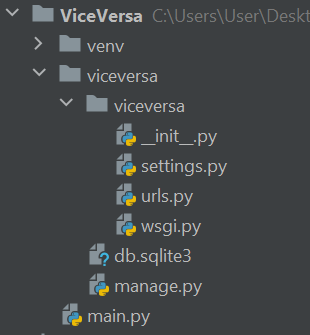 ViceVersa C:\Users\User\Deskt
venv
viceversa
viceversa
__init__.py
settings.py
urls.py
wsgi.py
db.sqlite3
manage.py
main.py